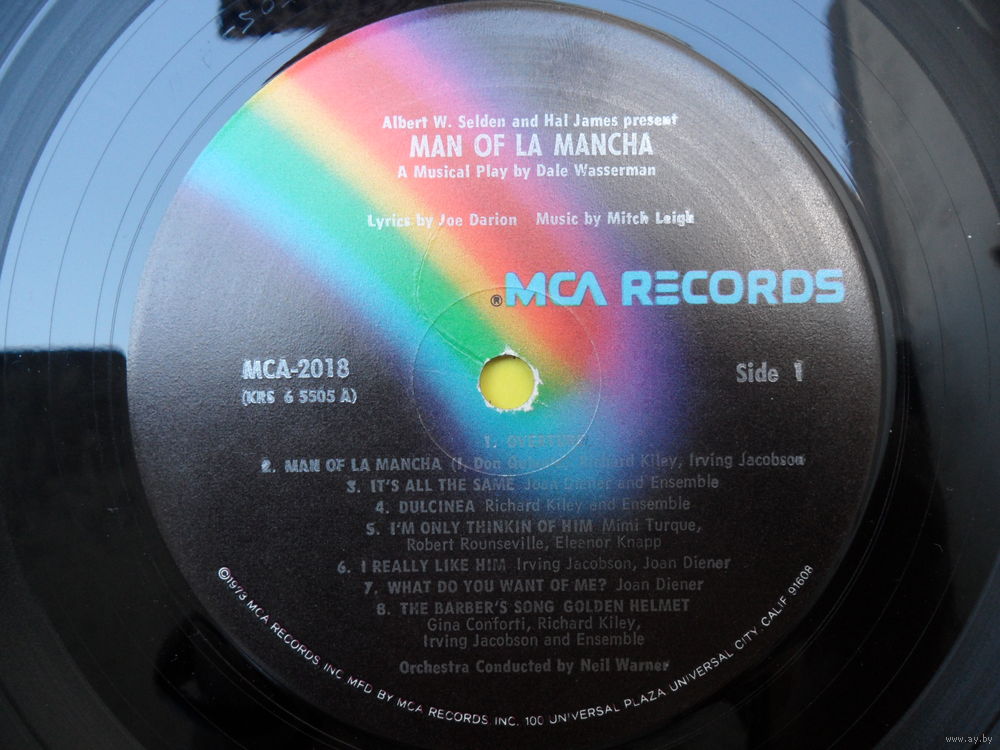 Albert W. Selden and Hal James present
MAN OF LA MANCHA
A Musical Play by Dale Wasserman
Lyrics by Joe Darion Music by Mitch Leigh
® MCA RECORDS
MCA-2018
(KRS 6 5505 A)
Side 1
1. OVERTURE
2. MAN OF LA MANCHA (I, Don Richard Kiley, Irving Jacobson
3. IT'S ALL THE SAME Joan Diener and Ensemble
4. DULCINEA Richard Kiley and Ensemble
5. I'M ONLY THINKIN OF HIM Mimi Turque,
Robert Rounseville, Eleanor Knapp
6. I REALLY LIKE HIM Irving Jacobson, Joan Diener
7. WHAT DO YOU WANT OF ME? Joan Diener
8. THE BARBER'S SONG GOLDEN HELMET
Gina Conforti, Richard Kiley,
Irving Jacobson and Ensemble
Orchestra Conducted by Neil Warner
©1973 MCA RECORDS INC MFD BY MCA RECORDS, INC. 100 UNIVERSAL PLAZA UNIVERSAL CITY, CALIF 91608
www.ay.by